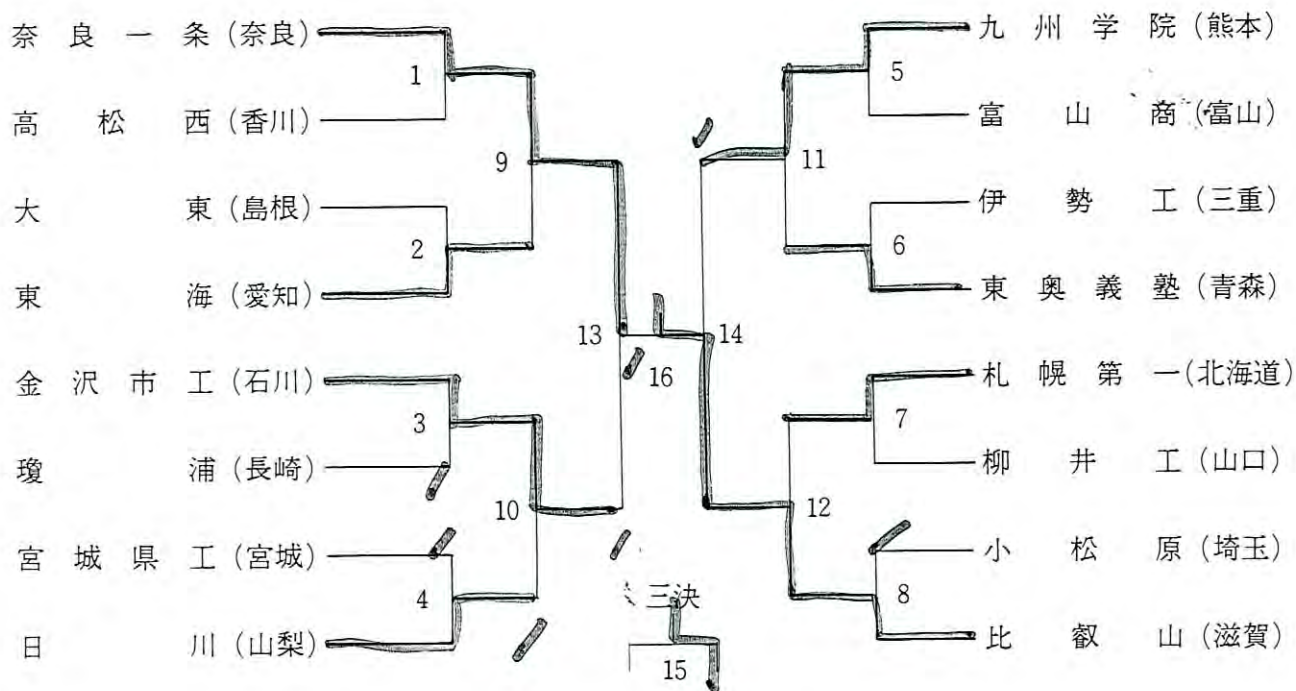 奈良一条(奈良)
高松西(香川)
大東(島根)
東海(愛知)
金沢市工(石川)
瓊浦(長崎)
宮城県工(宮城)
日川(山梨)
1
2
3
4
9
10
13
16
三決
15
14
11
12
5
6
7
8
九州学院(熊本)
富山商(富山)
伊勢工(三重)
東奥義塾(青森)
札幌第一(北海道)
柳井工(山口)
小松原(埼玉)
比叡山(滋賀)